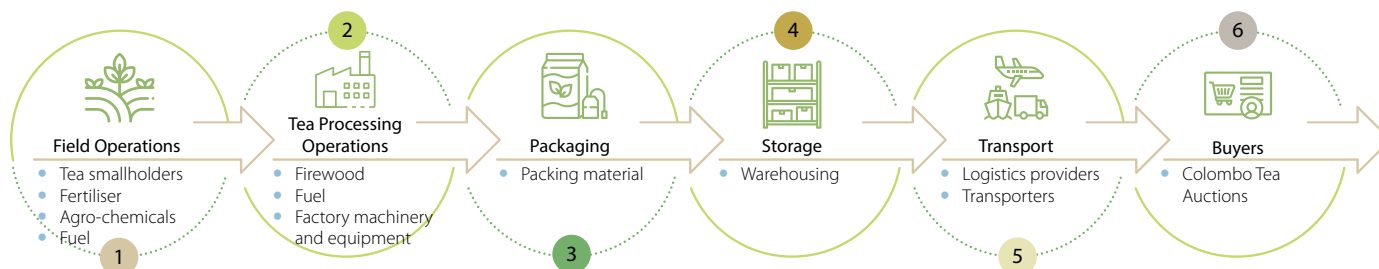 2
4
6
Field Operations
Tea smallholders
Fertiliser
Agro-chemicals
Fuel
1
Tea Processing
Operations
Firewood
Fuel
Factory machinery
and equipment
Packaging
Packing material
3
Storage
Warehousing
Transport
Logistics providers
Transporters
5
Buyers
Colombo Tea
Auctions